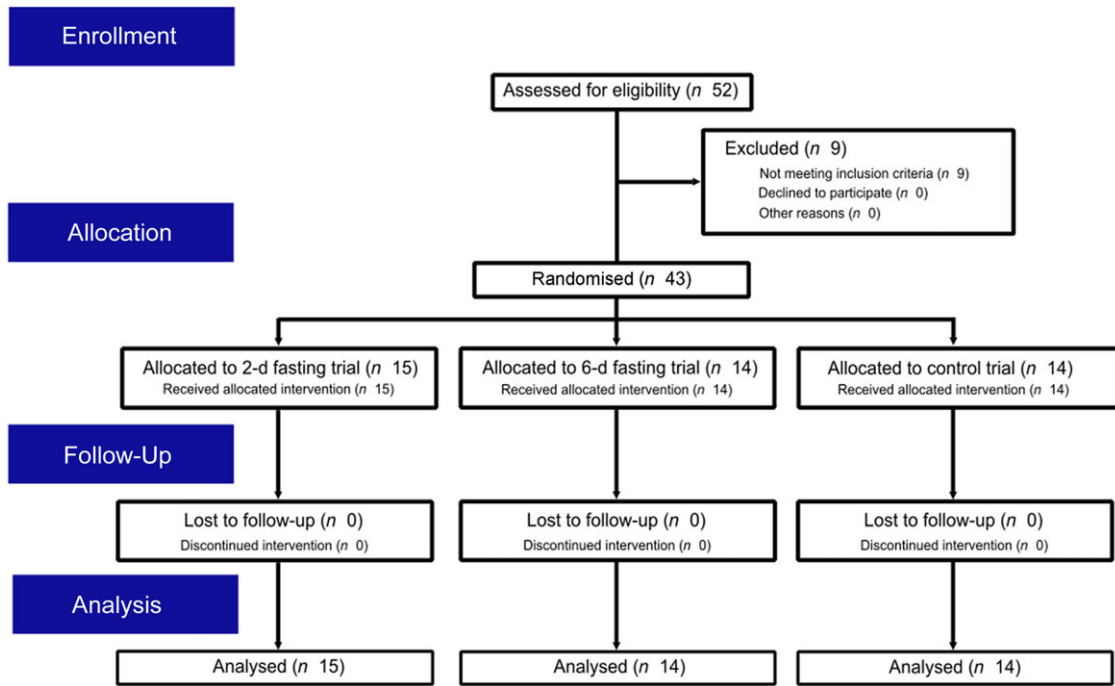 Enrollment
Assessed for eligibility (n 52)
Excluded (n 9)
Not meeting inclusion criteria (n 9)
Declined to participate (n 0)
Other reasons (n 0)
Allocation
Randomised (n 43)
Allocated to 2-d fasting trial (n 15)
Received allocated intervention (n 15)
Allocated to 6-d fasting trial (n 14)
Received allocated intervention (n 14)
Allocated to control trial (n 14)
Received allocated intervention (n 14)
Follow-Up
Lost to follow-up (n 0)
Discontinued intervention (n 0)
Lost to follow-up (n 0)
Discontinued intervention (n 0)
Lost to follow-up (n 0)
Discontinued intervention (n 0)
Analysis
Analysed (n 15)
Analysed (n 14)
Analysed (n 14)